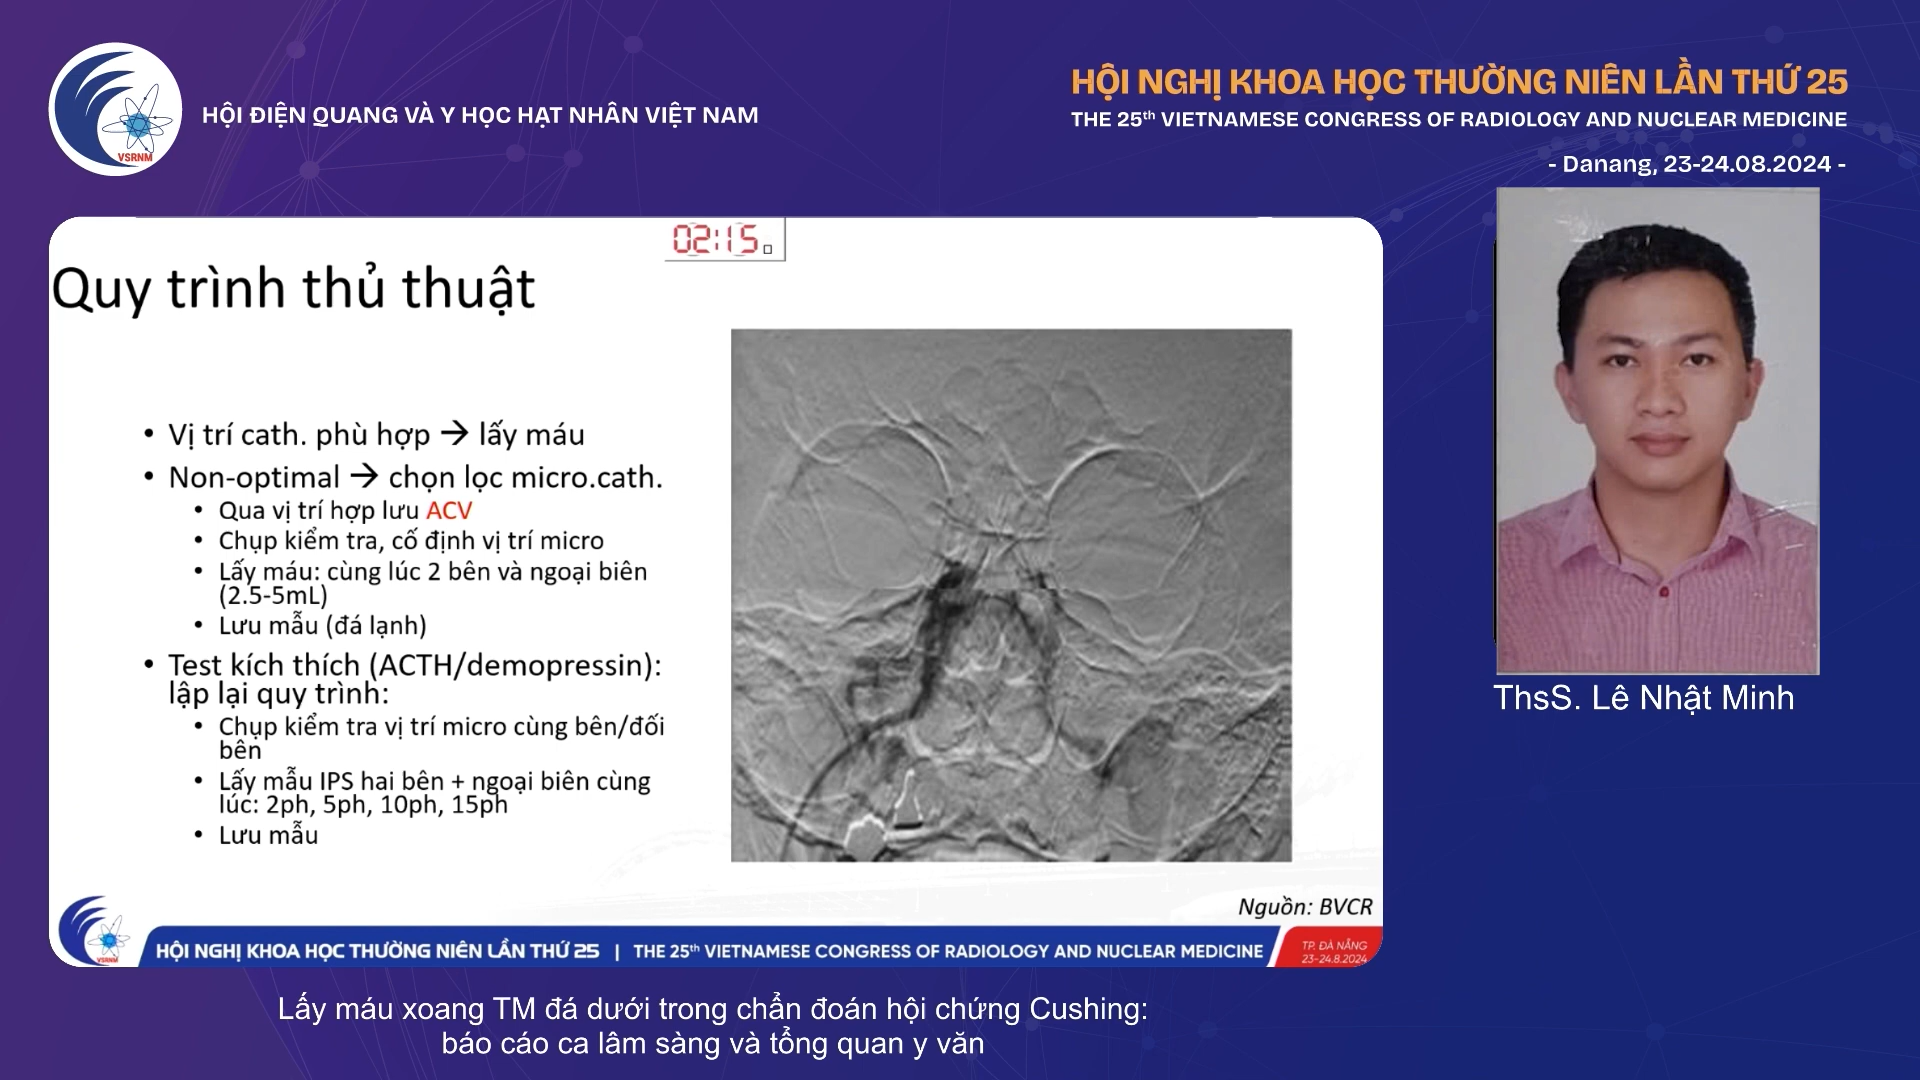 VSRNM
HỘI ĐIỆN QUANG VÀ Y HỌC HẠT NHÂN VIỆT NAM
HỘI NGHỊ KHOA HỌC THƯỜNG NIÊN LẦN THỨ 25
THE 25th VIETNAMESE CONGRESS OF RADIOLOGY AND NUCLEAR MEDICINE
- Danang, 23-24.08.2024 -
02:15
Quy trình thủ thuật
• Vị trí cath. phù hợp → lấy máu
• Non-optimal → chọn lọc micro.cath.
• Qua vị trí hợp lưu ACV
• Chụp kiểm tra, cố định vị trí micro
• Lấy máu: cùng lúc 2 bên và ngoại biên
(2.5-5mL)
• Lưu mẫu (đá lạnh)
• Test kích thích (ACTH/demopressin):
lập lại quy trình:
• Chụp kiểm tra vị trí micro cùng bên/đối
bên
• Lấy mẫu IPS hai bên + ngoại biên cùng
lúc: 2ph, 5ph, 10ph, 15ph
• Lưu mẫu
Nguồn: BVCR
VSRNM
HỘI NGHỊ KHOA HỌC THƯỜNG NIÊN LẦN THỨ 25 | THE 25th VIETNAMESE CONGRESS OF RADIOLOGY AND NUCLEAR MEDICINE
TP. ĐÀ NẴNG
23-24.8.2024
ThsS. Lê Nhật Minh
Lấy máu xoang TM đá dưới trong chẩn đoán hội chứng Cushing:
báo cáo ca lâm sàng và tổng quan y văn